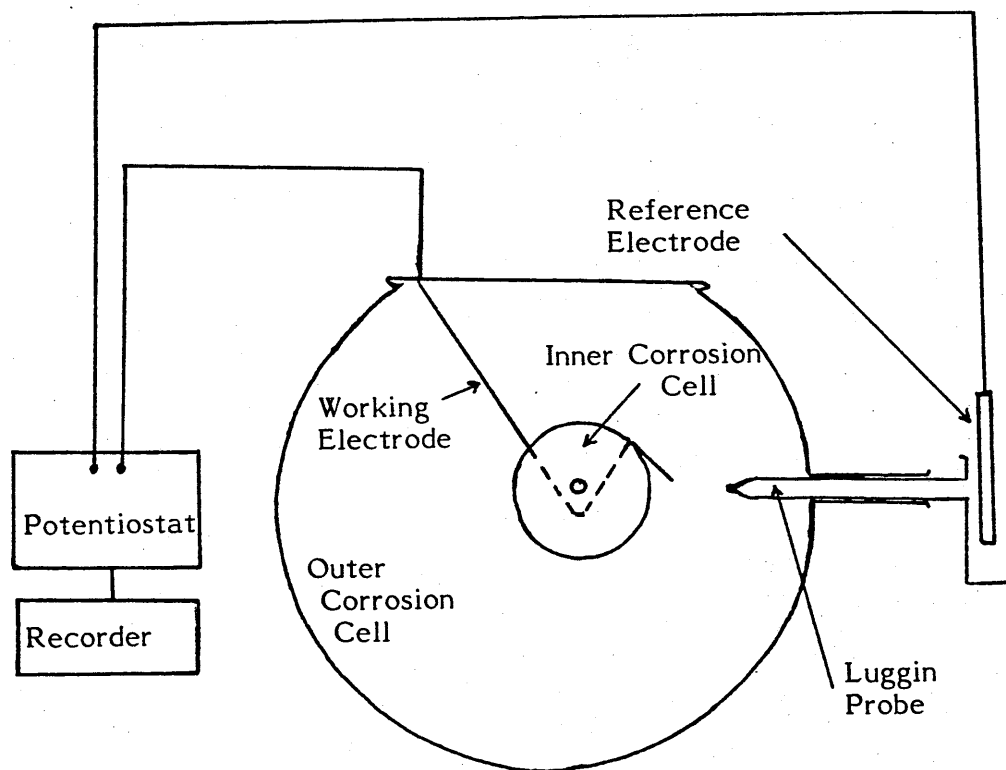 Reference
Electrode
Inner Corrosion
Cell
Working
Electrode
Potentiostat
Outer
Corrosion
Cell
Recorder
Luggin
Probe